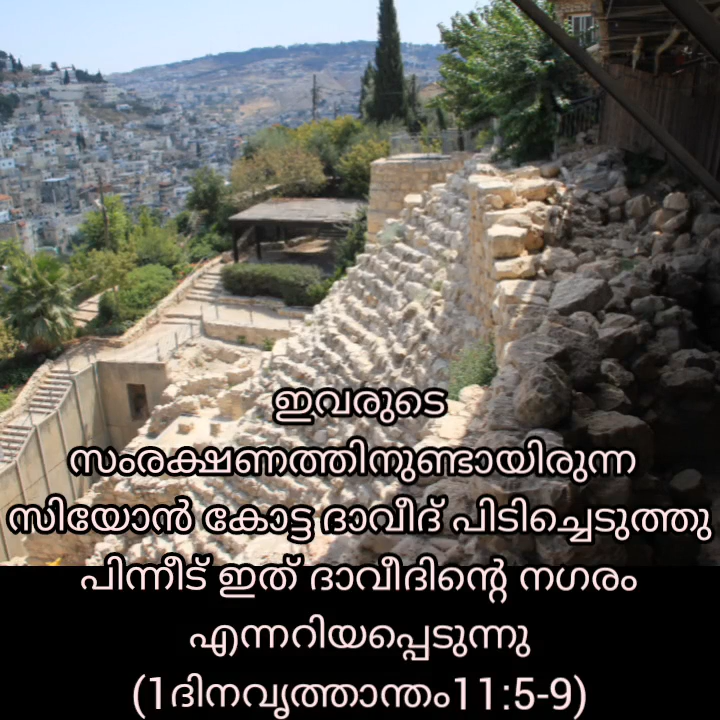 ഇവരുടെ
സംരക്ഷണത്തിനുണ്ടായിരുന്ന
സിയോൻ കോട്ട ദാവീദ് പിടിച്ചെടുത്തു
പിന്നീട് ഇത് ദാവീദിന്റെ നഗരം
എന്നറിയപ്പെടുന്നു
(1ദിനവൃത്താന്തം11:5-9)